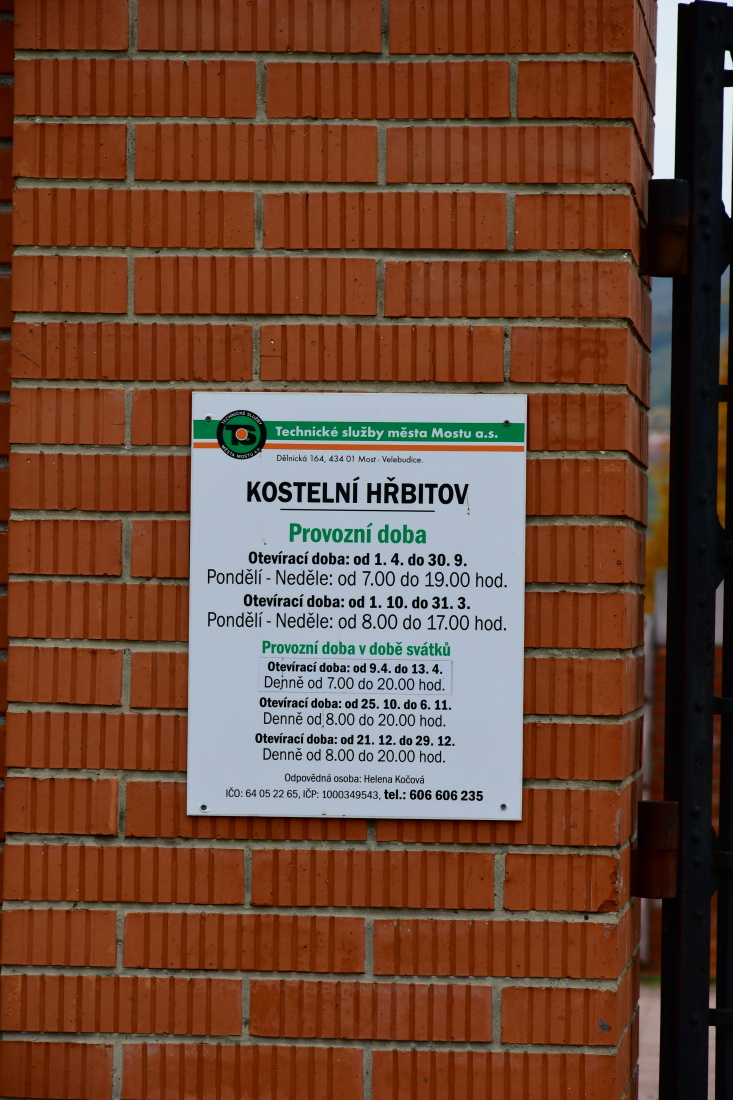 TECHNICKÉ SLUŽBY
TS
MĚSTA MOSTU a.s.
Technické služby města Mostu a.s.
Dělnická 164, 434 01 Most - Velebudice.
KOSTELNÍ HŘBITOV
Provozní doba
Otevírací doba: od 1. 4. do 30. 9.
Pondělí - Neděle: od 7.00 do 19.00 hod.
Otevírací doba: od 1. 10. do 31. 3.
Pondělí - Neděle: od 8.00 do 17.00 hod.
Provozní doba v době svátků
Otevírací doba: od 9.4. do 13. 4.
Denně od 7.00 do 20.00 hod.
Otevírací doba: od 25. 10. do 6. 11.
Denně od 8.00 do 20.00 hod.
Otevírací doba: od 21. 12. do 29. 12.
Denně od 8.00 do 20.00 hod.
Odpovědná osoba: Helena Kočová
IČO: 64 05 22 65, IČP: 1000349543, tel.: 606 606 235